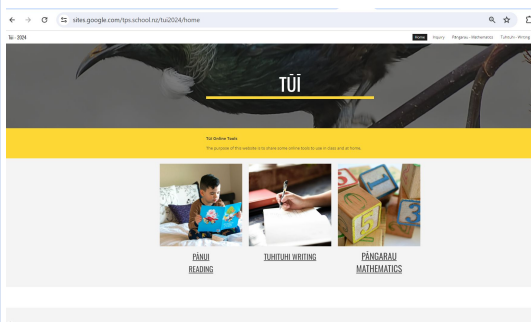 sites.google.com/tps.school.nz/tui2024/home
Tūī - 2024
Home Inquiry Pāngarau - Mathematics Tuhituhi - Writing
TŪĪ
Tūī Online Tools
The purpose of this website is to share some online tools to use in class and at home.
PĀNUI
READING
TUHITUHI WRITING
PĀNGARAU
MATHEMATICS